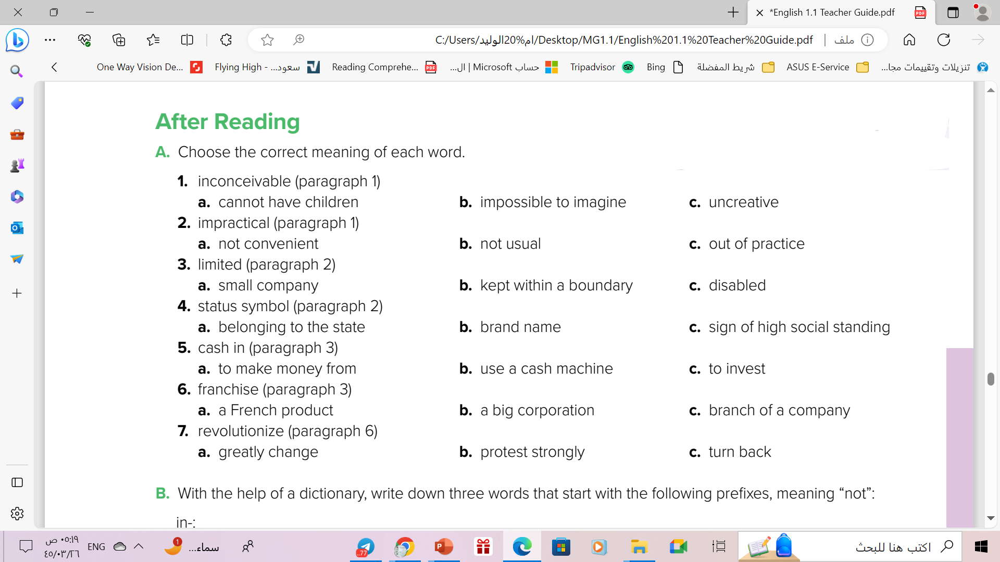 *English 1.1 Teacher Guide.pdf
C:/Users/ام%20الوليد/Desktop/MG1.1/English%201.1%20Teacher%20Guide.pdf
ملف
One Way Vision De...
Flying High - سعود...
Reading Comprehe...
حساب Microsoft | ال...
Tripadvisor
Bing
شريط المفضلة
ASUS E-Service
تنزيلات وتقييمات مجا...
After Reading
A. Choose the correct meaning of each word.
1. inconceivable (paragraph 1)
a. cannot have children b. impossible to imagine c. uncreative
2. impractical (paragraph 1)
a. not convenient b. not usual c. out of practice
3. limited (paragraph 2)
a. small company b. kept within a boundary c. disabled
4. status symbol (paragraph 2)
a. belonging to the state b. brand name c. sign of high social standing
5. cash in (paragraph 3)
a. to make money from b. use a cash machine c. to invest
6. franchise (paragraph 3)
a. a French product b. a big corporation c. branch of a company
7. revolutionize (paragraph 6)
a. greatly change b. protest strongly c. turn back
B. With the help of a dictionary, write down three words that start with the following prefixes, meaning “not”:
in-:
٠٥:١٩ ص
٤٥/٠٣/٢٦
ENG
1
سماء...
77..
اكتب هنا للبحث